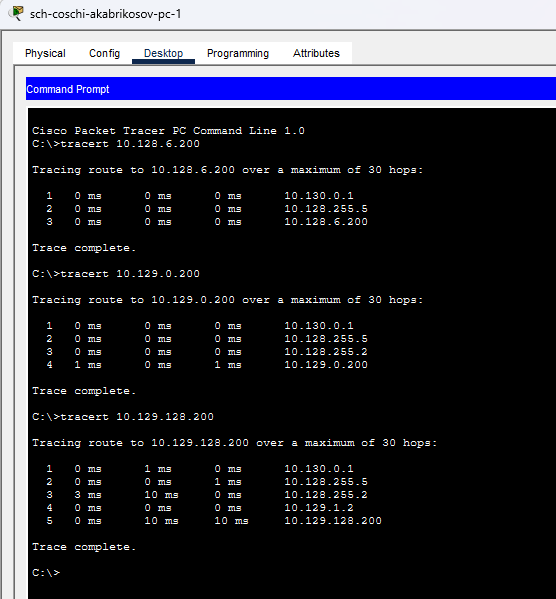 sch-coschi-akabrikosov-pc-1
Physical Config Desktop Programming Attributes
Command Prompt
Cisco Packet Tracer PC Command Line 1.0
C:\>tracert 10.128.6.200
Tracing route to 10.128.6.200 over a maximum of 30 hops:
1 0 ms 0 ms 0 ms 10.130.0.1
2 0 ms 0 ms 0 ms 10.128.255.5
3 0 ms 0 ms 0 ms 10.128.6.200
Trace complete.
C:\>tracert 10.129.0.200
Tracing route to 10.129.0.200 over a maximum of 30 hops:
1 0 ms 0 ms 0 ms 10.130.0.1
2 0 ms 0 ms 0 ms 10.128.255.5
3 0 ms 0 ms 0 ms 10.128.255.2
4 1 ms 0 ms 1 ms 10.129.0.200
Trace complete.
C:\>tracert 10.129.128.200
Tracing route to 10.129.128.200 over a maximum of 30 hops:
1 0 ms 1 ms 0 ms 10.130.0.1
2 0 ms 0 ms 1 ms 10.128.255.5
3 3 ms 10 ms 0 ms 10.128.255.2
4 0 ms 0 ms 0 ms 10.129.1.2
5 0 ms 10 ms 10 ms 10.129.128.200
Trace complete.
C:\>